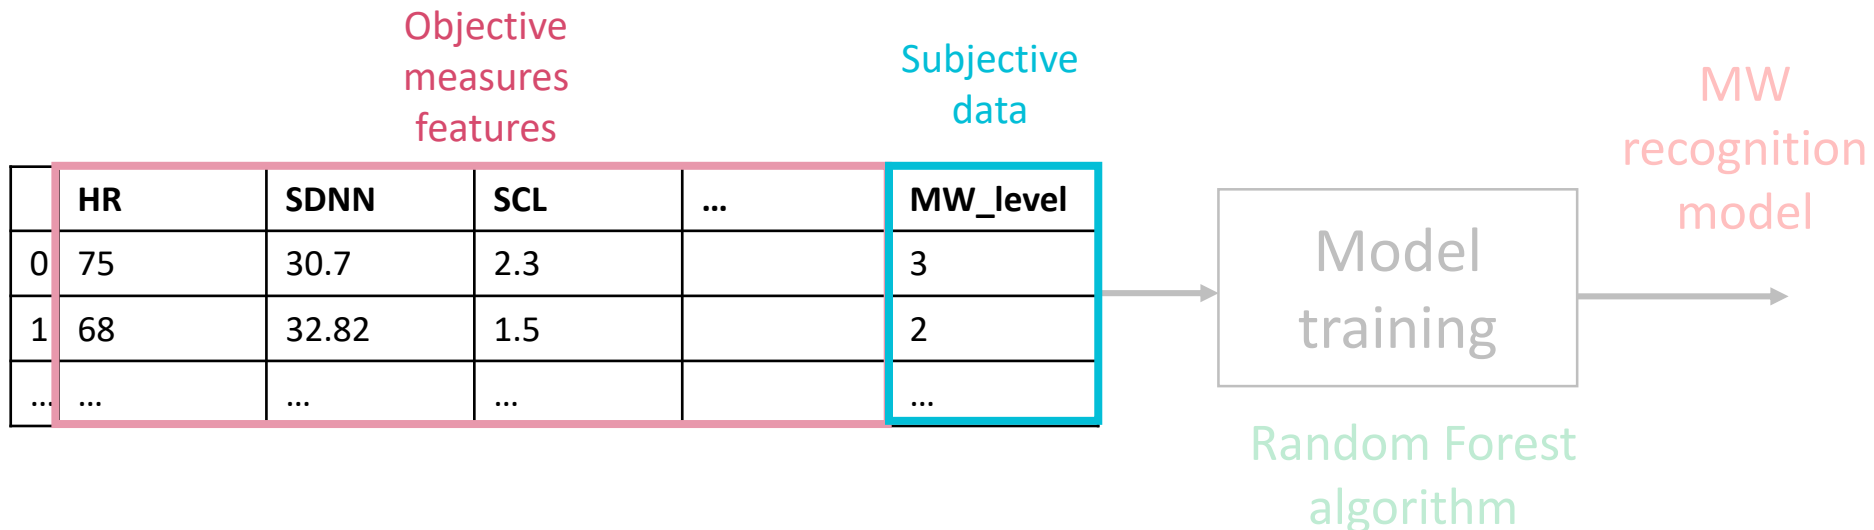 Objective
measures
features
Subjective
data
MW
recognition
model
HR SDNN SCL ... MW_level
0 75 30.7 2.3 3
1 68 32.82 1.5 2
... ... ... ... ...
Model
training
Random Forest
algorithm